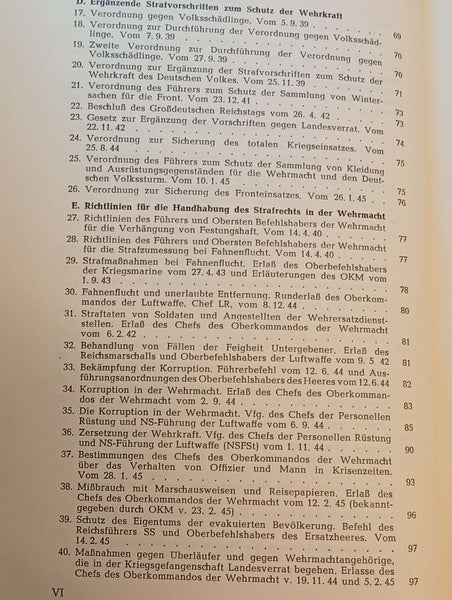 D. Ergänzende Strafvorschriften zum Schutz der Wehrkraft
17. Verordnung gegen Volksschädlinge. Vom 5. 9. 39 . . . . 69
18. Verordnung zur Durchführung der Verordnung gegen Volksschäd-
linge. Vom 7. 9. 39 . . . . 70
19. Zweite Verordnung zur Durchführung der Verordnung gegen
Volksschädlinge. Vom 27. 9. 39 . . . . 70
20. Verordnung zur Ergänzung der Strafvorschriften zum Schutz der
Wehrkraft des Deutschen Volkes. Vom 25. 11. 39 . . . . 71
21. Verordnung des Führers zum Schutz der Sammlung von Winter-
sachen für die Front. Vom 23. 12. 41 . . . . 73
22. Beschluß des Großdeutschen Reichstags vom 26. 4. 42 . . . . 73
23. Gesetz zur Ergänzung der Vorschriften gegen Landesverrat. Vom
22. 11. 42 . . . . 74
24. Verordnung zur Sicherung des totalen Kriegseinsatzes. Vom
25. 8. 44 . . . . 75
25. Verordnung des Führers zum Schutz der Sammlung von Kleidung
und Ausrüstungsgegenständen für die Wehrmacht und den Deut-
schen Volkssturm. Vom 10. 1. 45 . . . . 75
26. Verordnung zur Sicherung des Fronteinsatzes. Vom 26. 1. 45 . 76
E. Richtlinien für die Handhabung des Strafrechts in der Wehrmacht
27. Richtlinien des Führers und Obersten Befehlshabers der Wehrmacht
für die Verhängung von Festungshaft. Vom 14. 4. 40 . . . . 77
28. Richtlinien des Führers und Obersten Befehlshabers der Wehrmacht
für die Strafzumessung bei Fahnenflucht. Vom 14. 4. 40 . . . . 77
29. Strafmaßnahmen bei Fahnenflucht. Erlaß des Oberbefehlshabers
der Kriegsmarine vom 27. 4. 43 und Erläuterungen des OKM vom
1. 9. 43 . . . . 78
30. Fahnenflucht und unerlaubte Entfernung. Runderlaß des Oberkom-
mandos der Luftwaffe, Chef LR, vom 8. 12. 44 . . . . 80
31. Straftaten von Soldaten und Angestellten der Wehrersatzdienst-
stellen. Erlaß des Chefs des Oberkommandos der Wehrmacht
vom 6. 2. 42 . . . . 81
32. Behandlung von Fällen der Feigheit Untergebener. Erlaß des
Reichsmarschalls und Oberbefehlshabers der Luftwaffe vom 9. 5 42 81
33. Bekämpfung der Korruption. Führerbefehl vom 12. 6. 44 und Aus-
führungsanordnungen des Oberbefehlshabers des Heeres vom 12.6.44 82
34. Korruption in der Wehrmacht. Erlaß des Chefs des Oberkomman-
dos der Wehrmacht vom 2. 9. 44 . . . . 83
35. Die Korruption in der Wehrmacht. Vfg. des Chefs der Personellen
Rüstung und NS-Führung der Luftwaffe vom 6. 9. 44 . . . . 85
36. Zersetzung der Wehrkraft. Vfg. des Chefs der Personellen Rüstung
und NS-Führung der Luftwaffe (NSFSt) vom 1. 11. 44 . . . . 90
37. Bestimmungen des Chefs des Oberkommandos der Wehrmacht
über das Verhalten von Offizier und Mann in Krisenzeiten.
Vom 28. 1. 45 . . . . 93
38. Mißbrauch mit Marschausweisen und Reisepapieren. Erlaß des
Chefs des Oberkommandos der Wehrmacht vom 12. 2. 45 (bekannt-
gegeben durch OKM v. 23. 2. 45) . . . . 96
39. Schutz des Eigentums der evakuierten Bevölkerung. Befehl des
Reichsführers SS und Oberbefehlshabers des Ersatzheeres. Vom
14. 2. 45 . . . . 97
40. Maßnahmen gegen Überläufer und gegen Wehrmachtangehörige,
die in der Kriegsgefangenschaft Landesverrat begehen. Erlasse des
Chefs des Oberkommandos der Wehrmacht v. 19. 11 44 und 5. 2. 45 97
VI